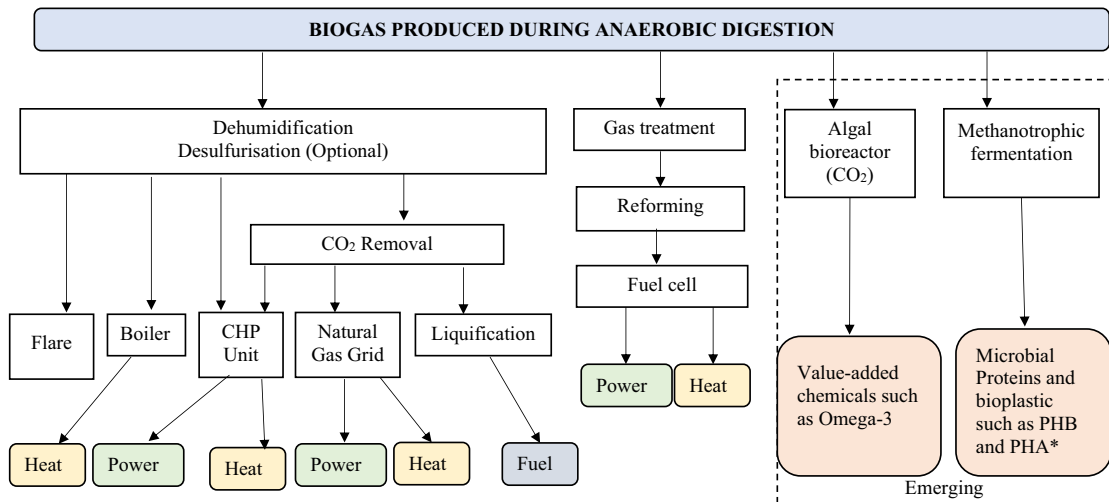 BIOGAS PRODUCED DURING ANAEROBIC DIGESTION
Dehumidification
Desulfurisation (Optional)
Gas treatment
Algal
bioreactor
(CO₂)
Methanotrophic
fermentation
Reforming
CO₂ Removal
Fuel cell
Flare
Boiler
CHP
Unit
Natural
Gas Grid
Liquification
Power
Heat
Value-added
chemicals such
as Omega-3
Microbial
Proteins and
bioplastic
such as PHB
and PHA*
Heat
Power
Heat
Power
Heat
Fuel
Emerging